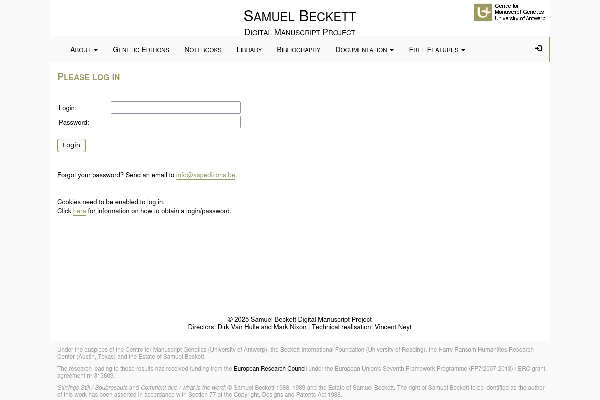 Samuel Beckett
Digital Manuscript Project
Centre for
Manuscript Genetics
University of Antwerp
About Genetic Editions Notebooks Library Bibliography Documentation Free Features
Please log in
Login:
Password:
Login
Forgot your password? Send an email to info@aspeditions.be.
Cookies need to be enabled to log in.
Click here for information on how to obtain a login/password.
© 2025 Samuel Beckett Digital Manuscript Project
Directors: Dirk Van Hulle and Mark Nixon | Technical realisation: Vincent Neyt
Under the auspices of the Centre for Manuscript Genetics (University of Antwerp), the Beckett International Foundation (University of Reading), the Harry Ransom Humanities Research
Center (Austin, Texas) and the Estate of Samuel Beckett.
The research leading to these results has received funding from the European Research Council under the European Union's Seventh Framework Programme (FP7/2007-2013) / ERC grant
agreement n° 313609.
Stirrings Still / Soubresauts and Comment dire / what is the word: © Samuel Beckett 1988, 1989 and the Estate of Samuel Beckett. The right of Samuel Beckett to be identified as the author
of this work has been asserted in accordance with Section 77 of the Copyright, Designs and Patents Act 1988.